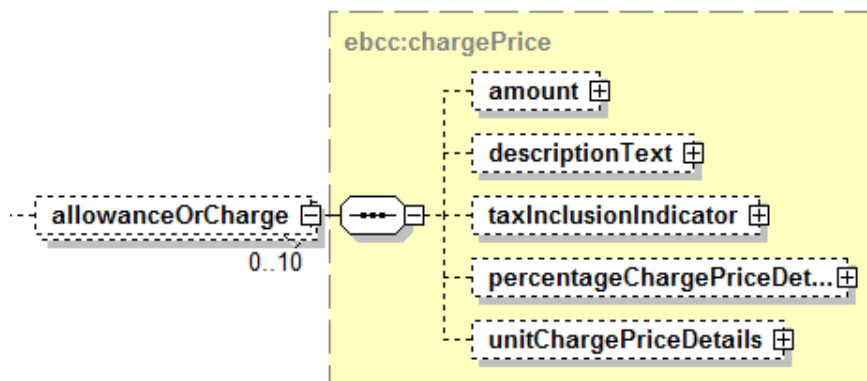 ebcc:chargePrice
amount
descriptionText
allowanceOrCharge
0..10
taxInclusionIndicator
percentageChargePriceDet...
unitChargePriceDetails